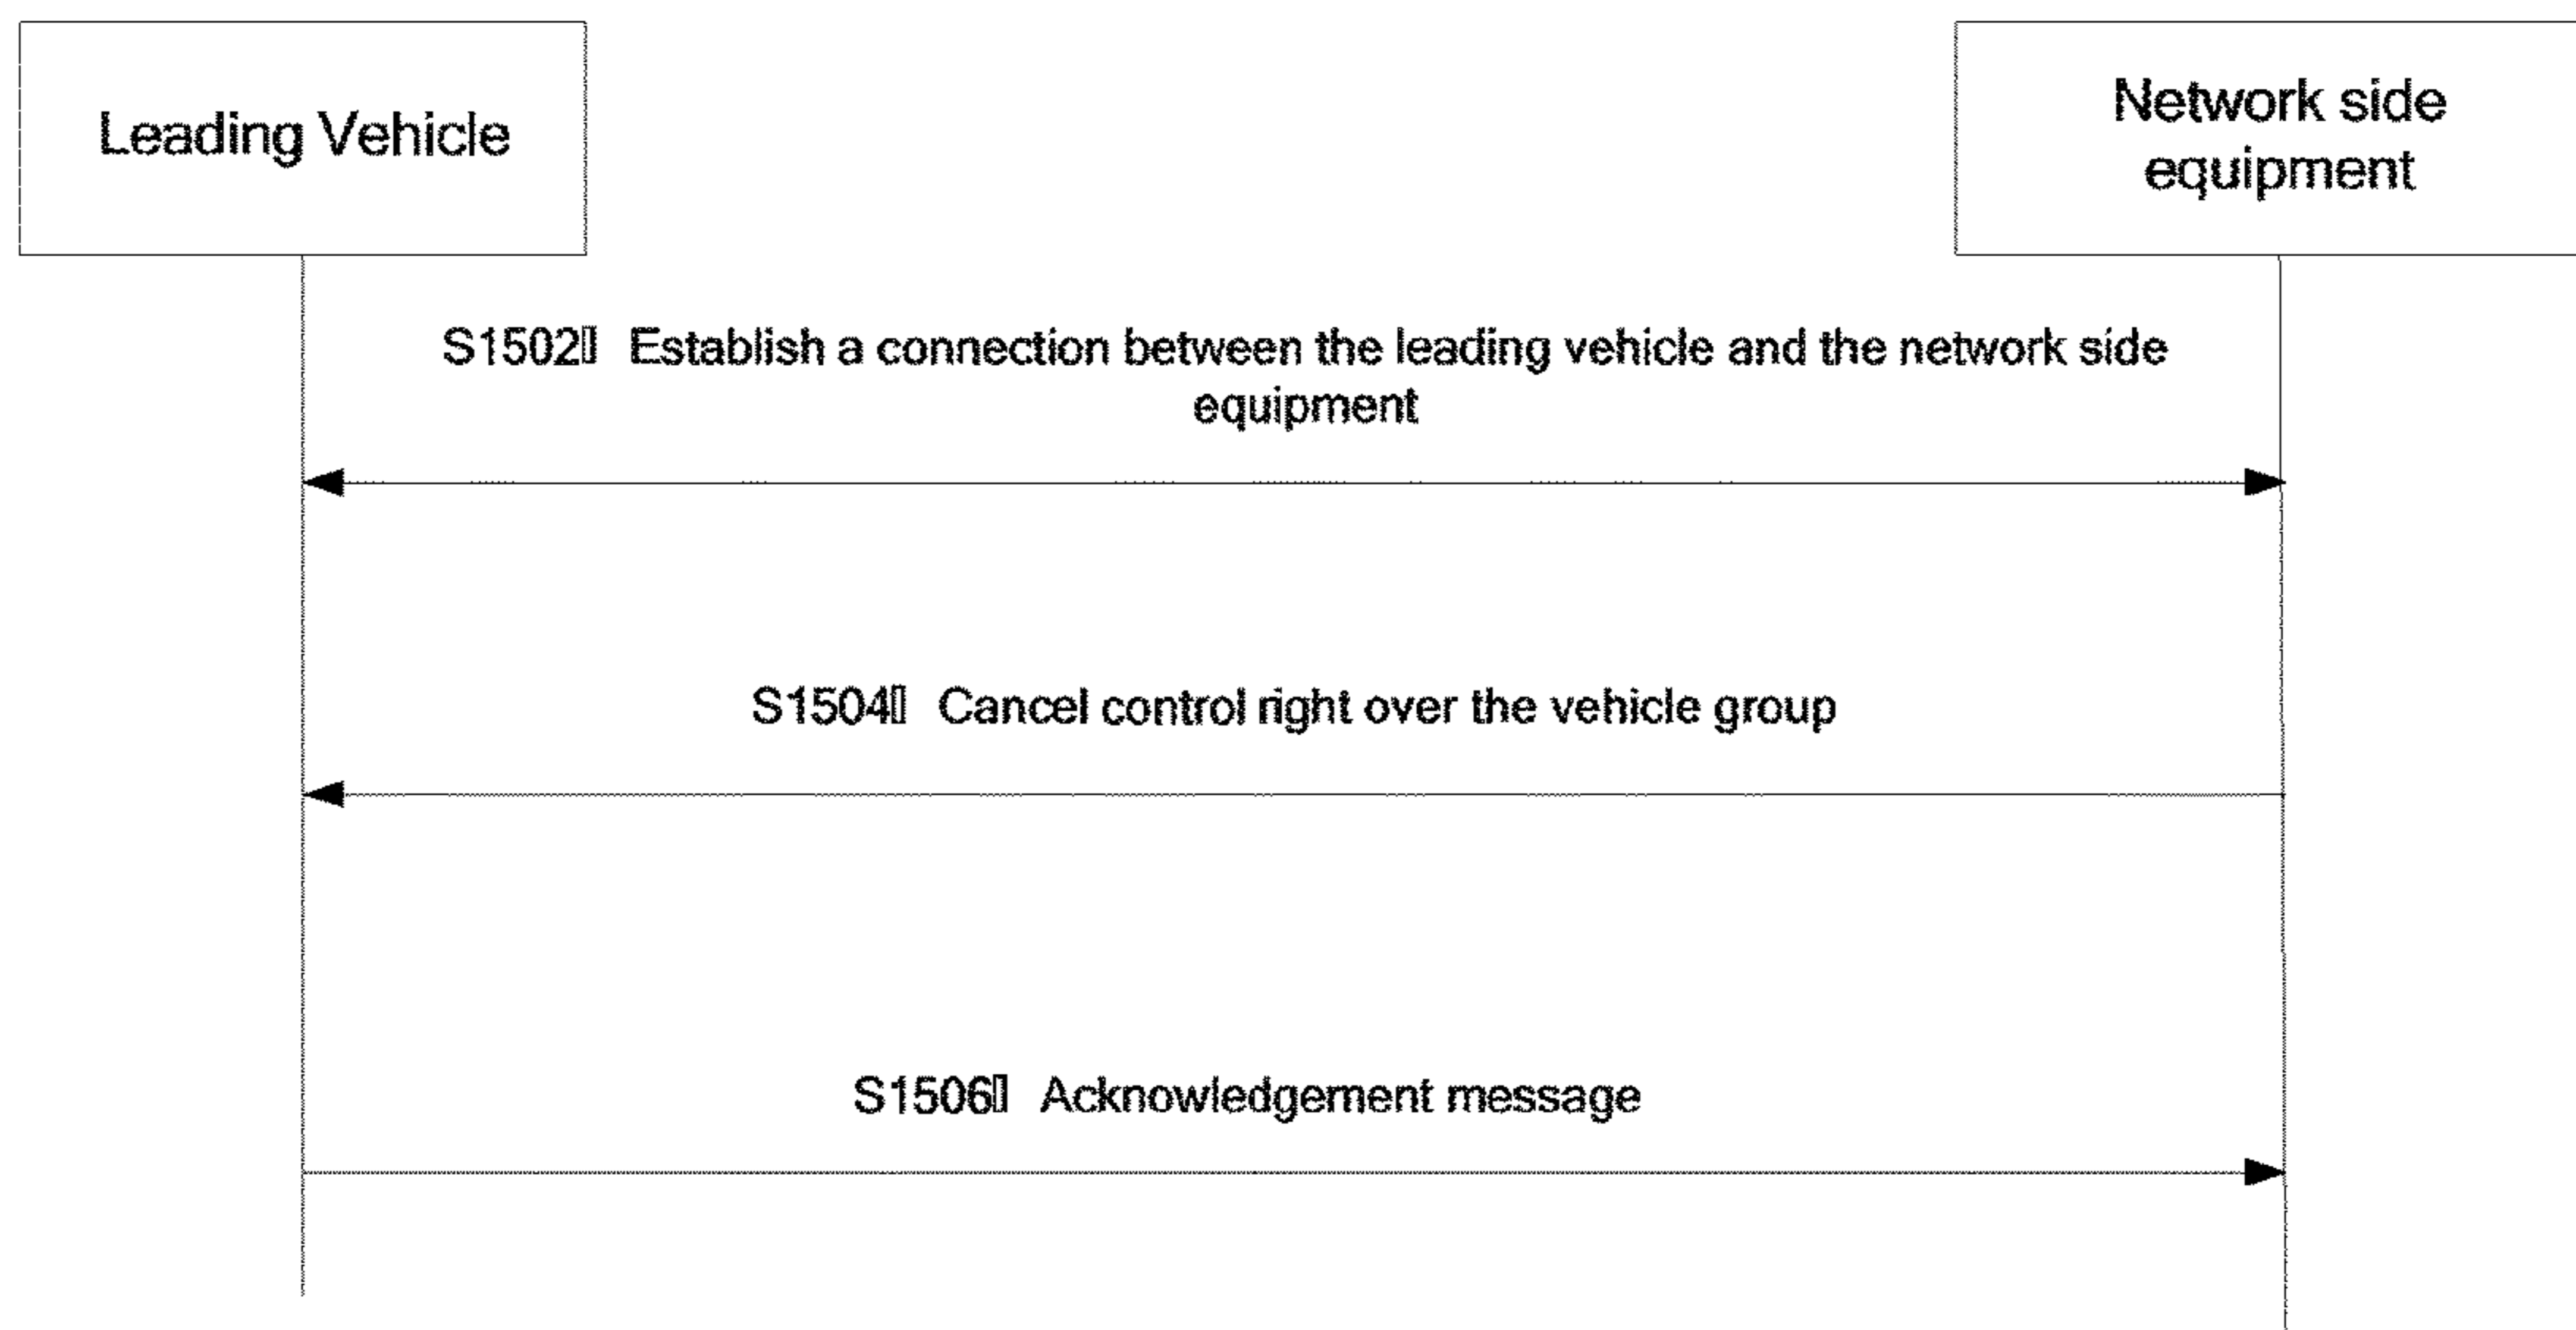 Leading Vehicle
Network side
equipment
S1502▯ Establish a connection between the leading vehicle and the network side
equipment
S1504▯ Cancel control right over the vehicle group
S1506▯ Acknowledgement message